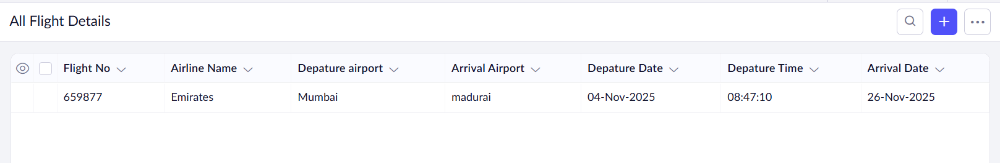 All Flight Details
Flight No Airline Name Depature airport Arrival Airport Depature Date Depature Time Arrival Date
659877 Emirates Mumbai madurai 04-Nov-2025 08:47:10 26-Nov-2025